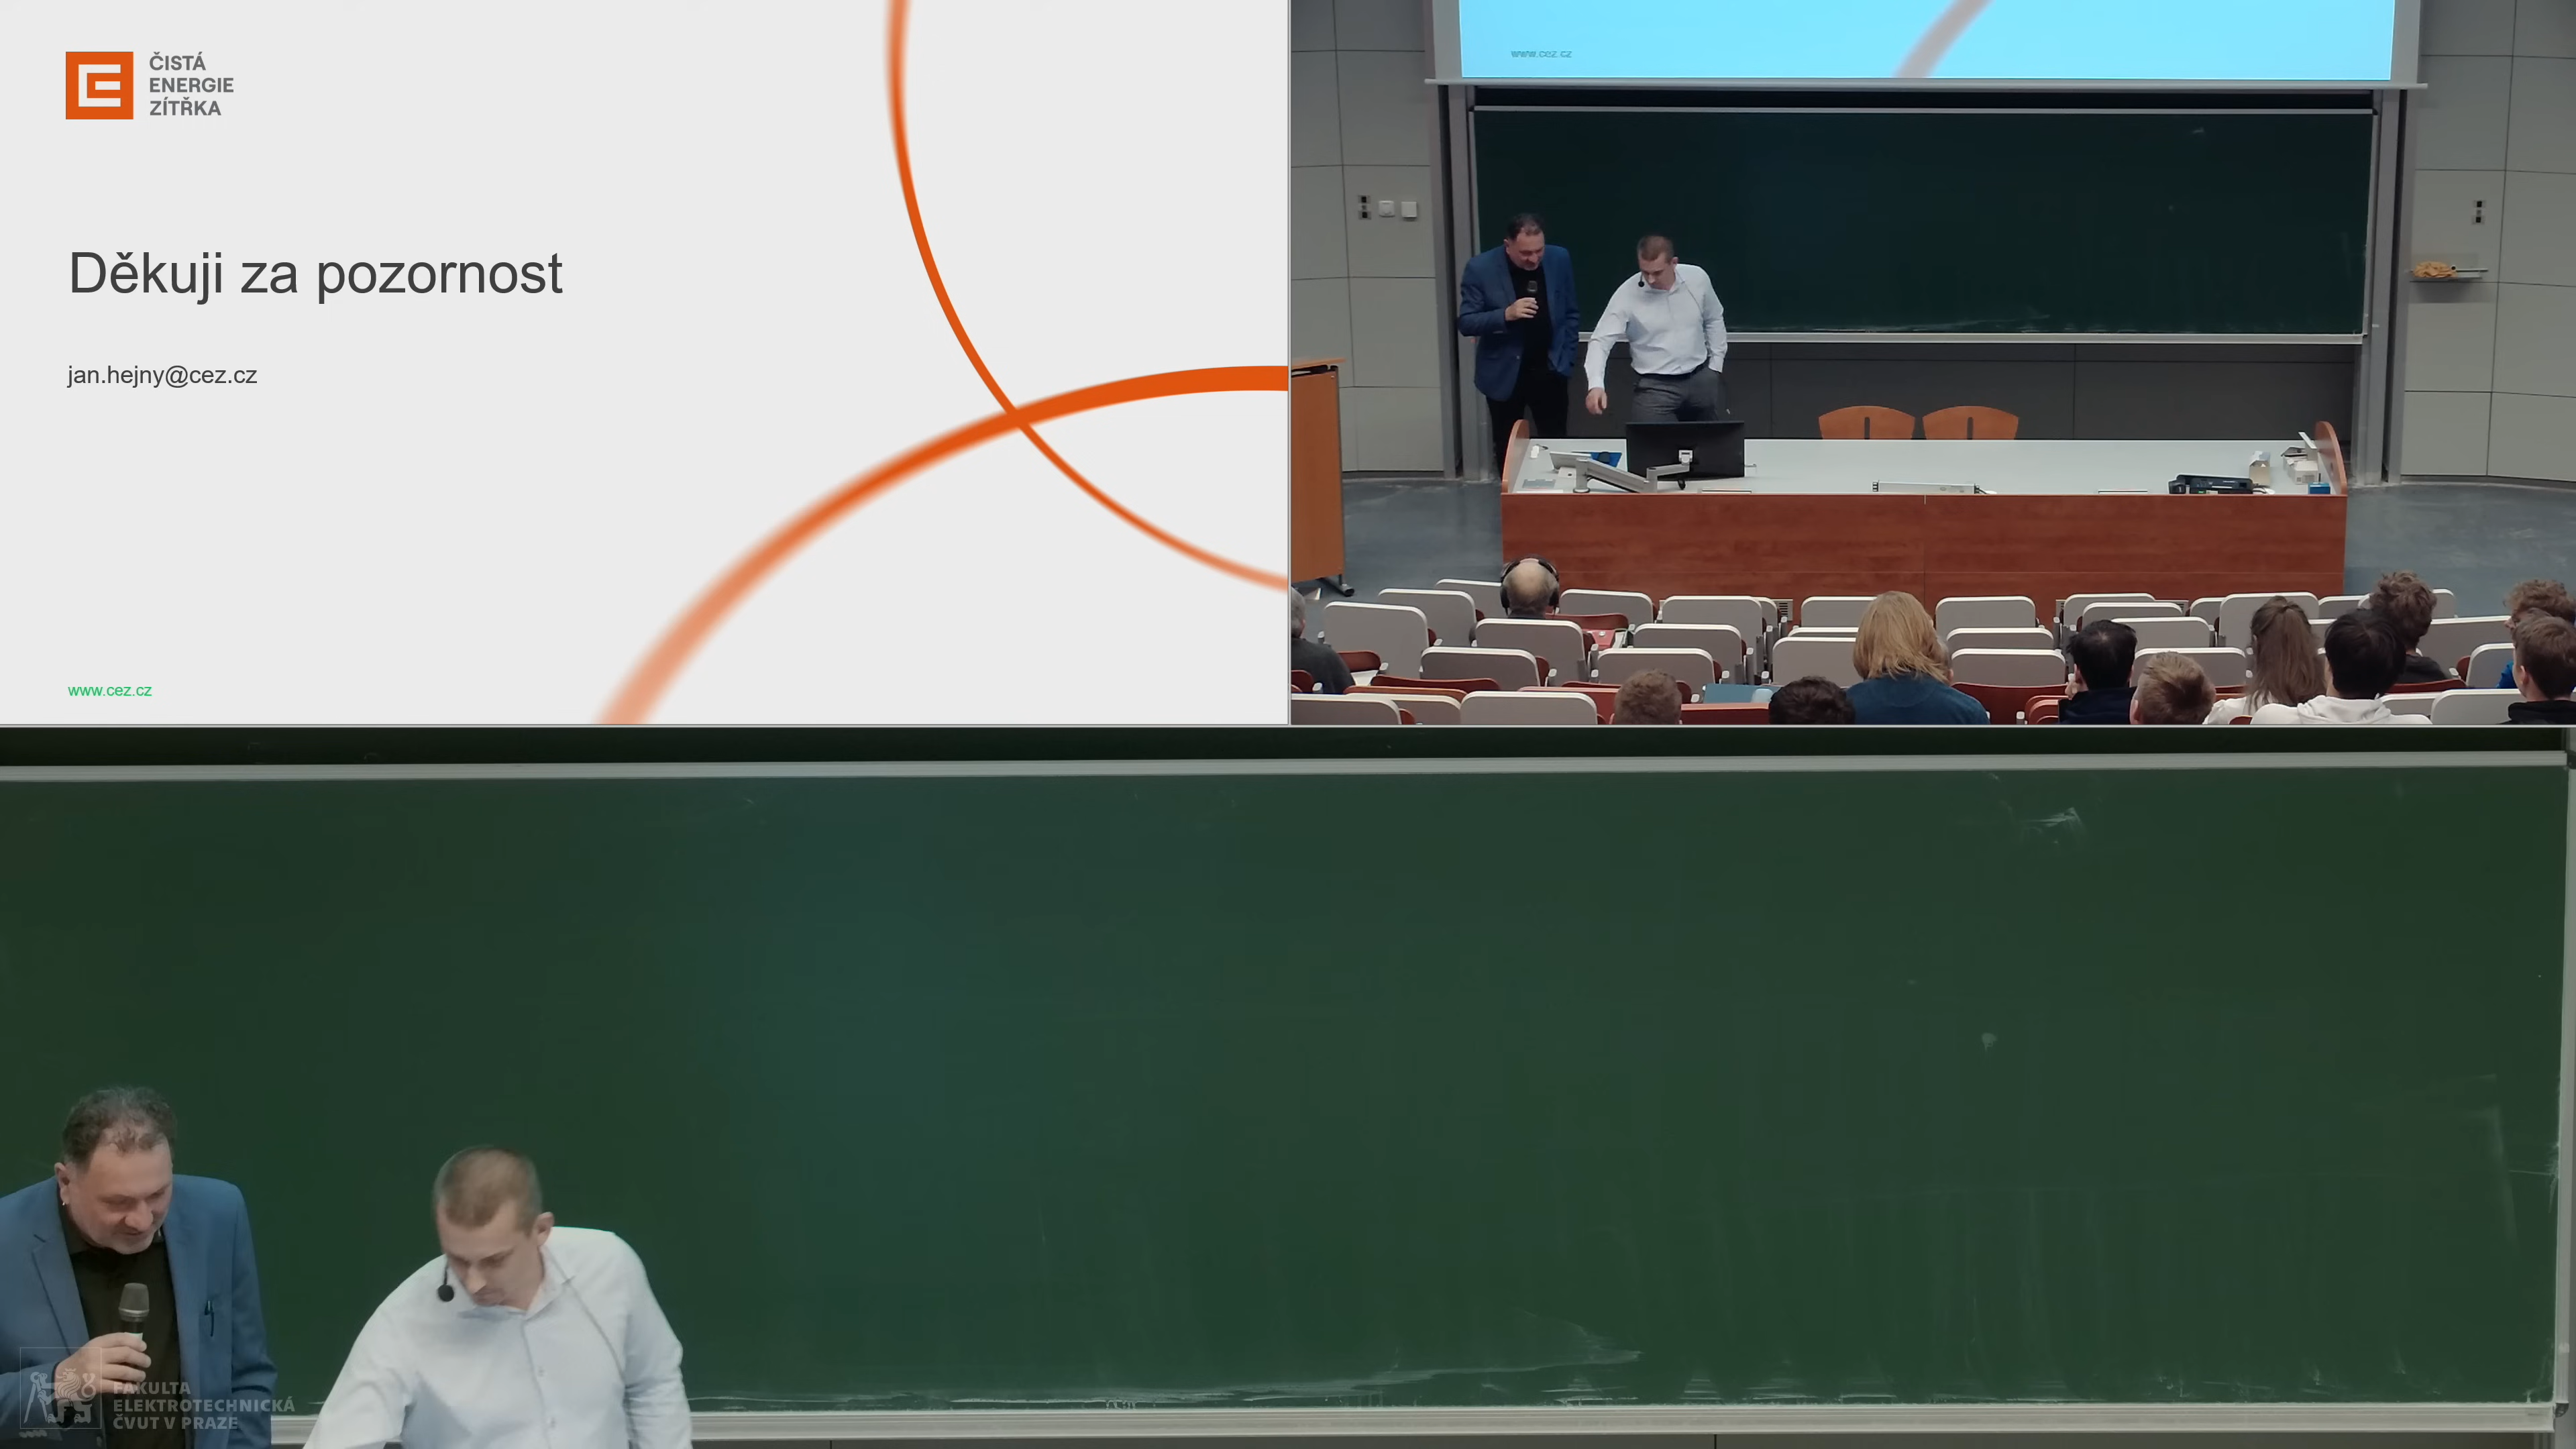 ČISTÁ
ENERGIE
ZÍTŘKA
Děkuji za pozornost
jan.hejny@cez.cz
www.cez.cz
www.cez.cz
FAKULTA
ELEKTROTECHNICKÁ
ČVUT V PRAZE